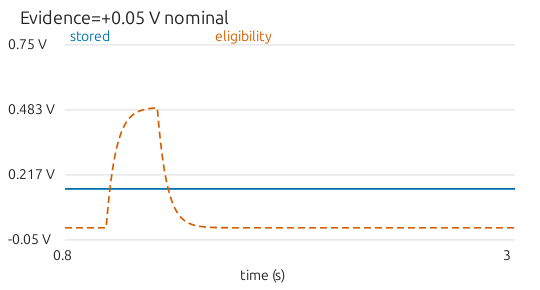 Evidence=+0.05 V nominal
stored eligibility
0.75 V
0.483 V
0.217 V
-0.05 V
0.8 3
time (s)